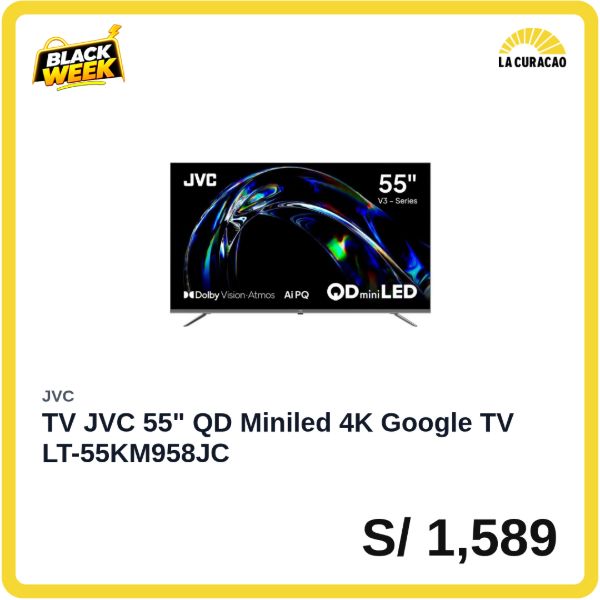 BLACK
WEEK
LA CURACAO
JVC
55"
V3 - Series
Dolby Vision·Atmos
Ai PQ
QD mini LED
JVC
TV JVC 55" QD Miniled 4K Google TV
LT-55KM958JC
S/ 1,589